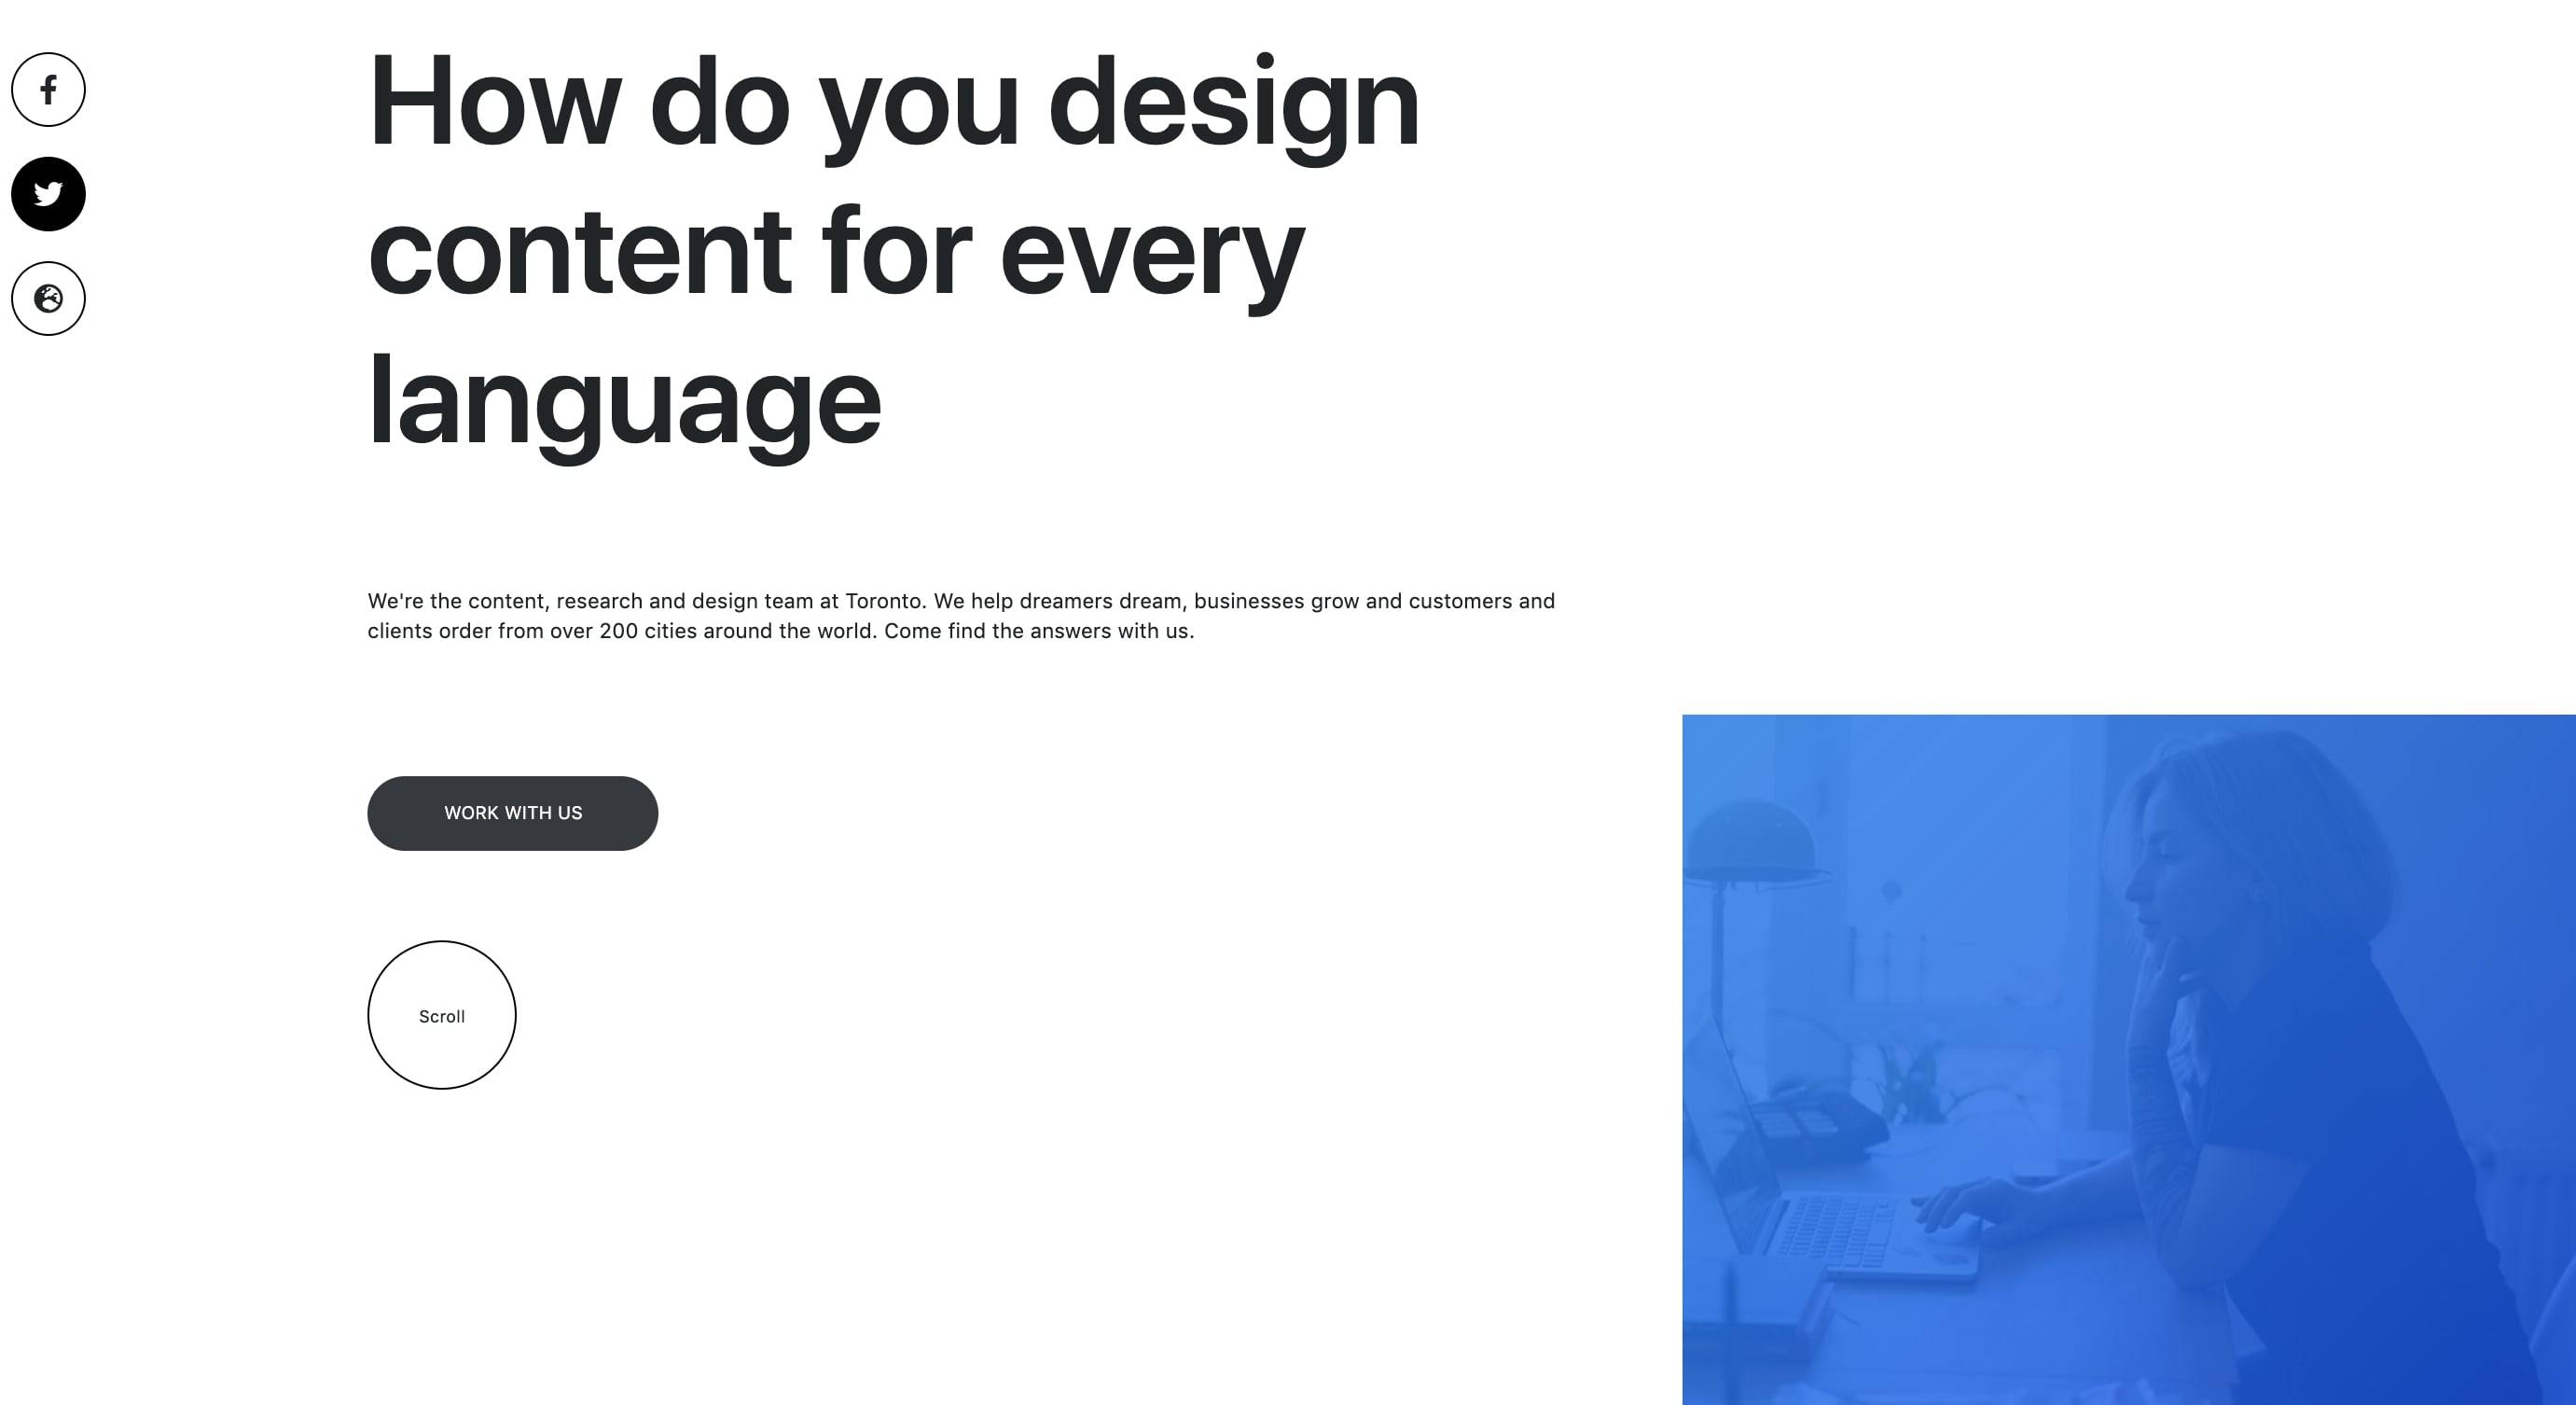 How do you design
content for every
language
We're the content, research and design team at Toronto. We help dreamers dream, businesses grow and customers and
clients order from over 200 cities around the world. Come find the answers with us.
WORK WITH US
Scroll